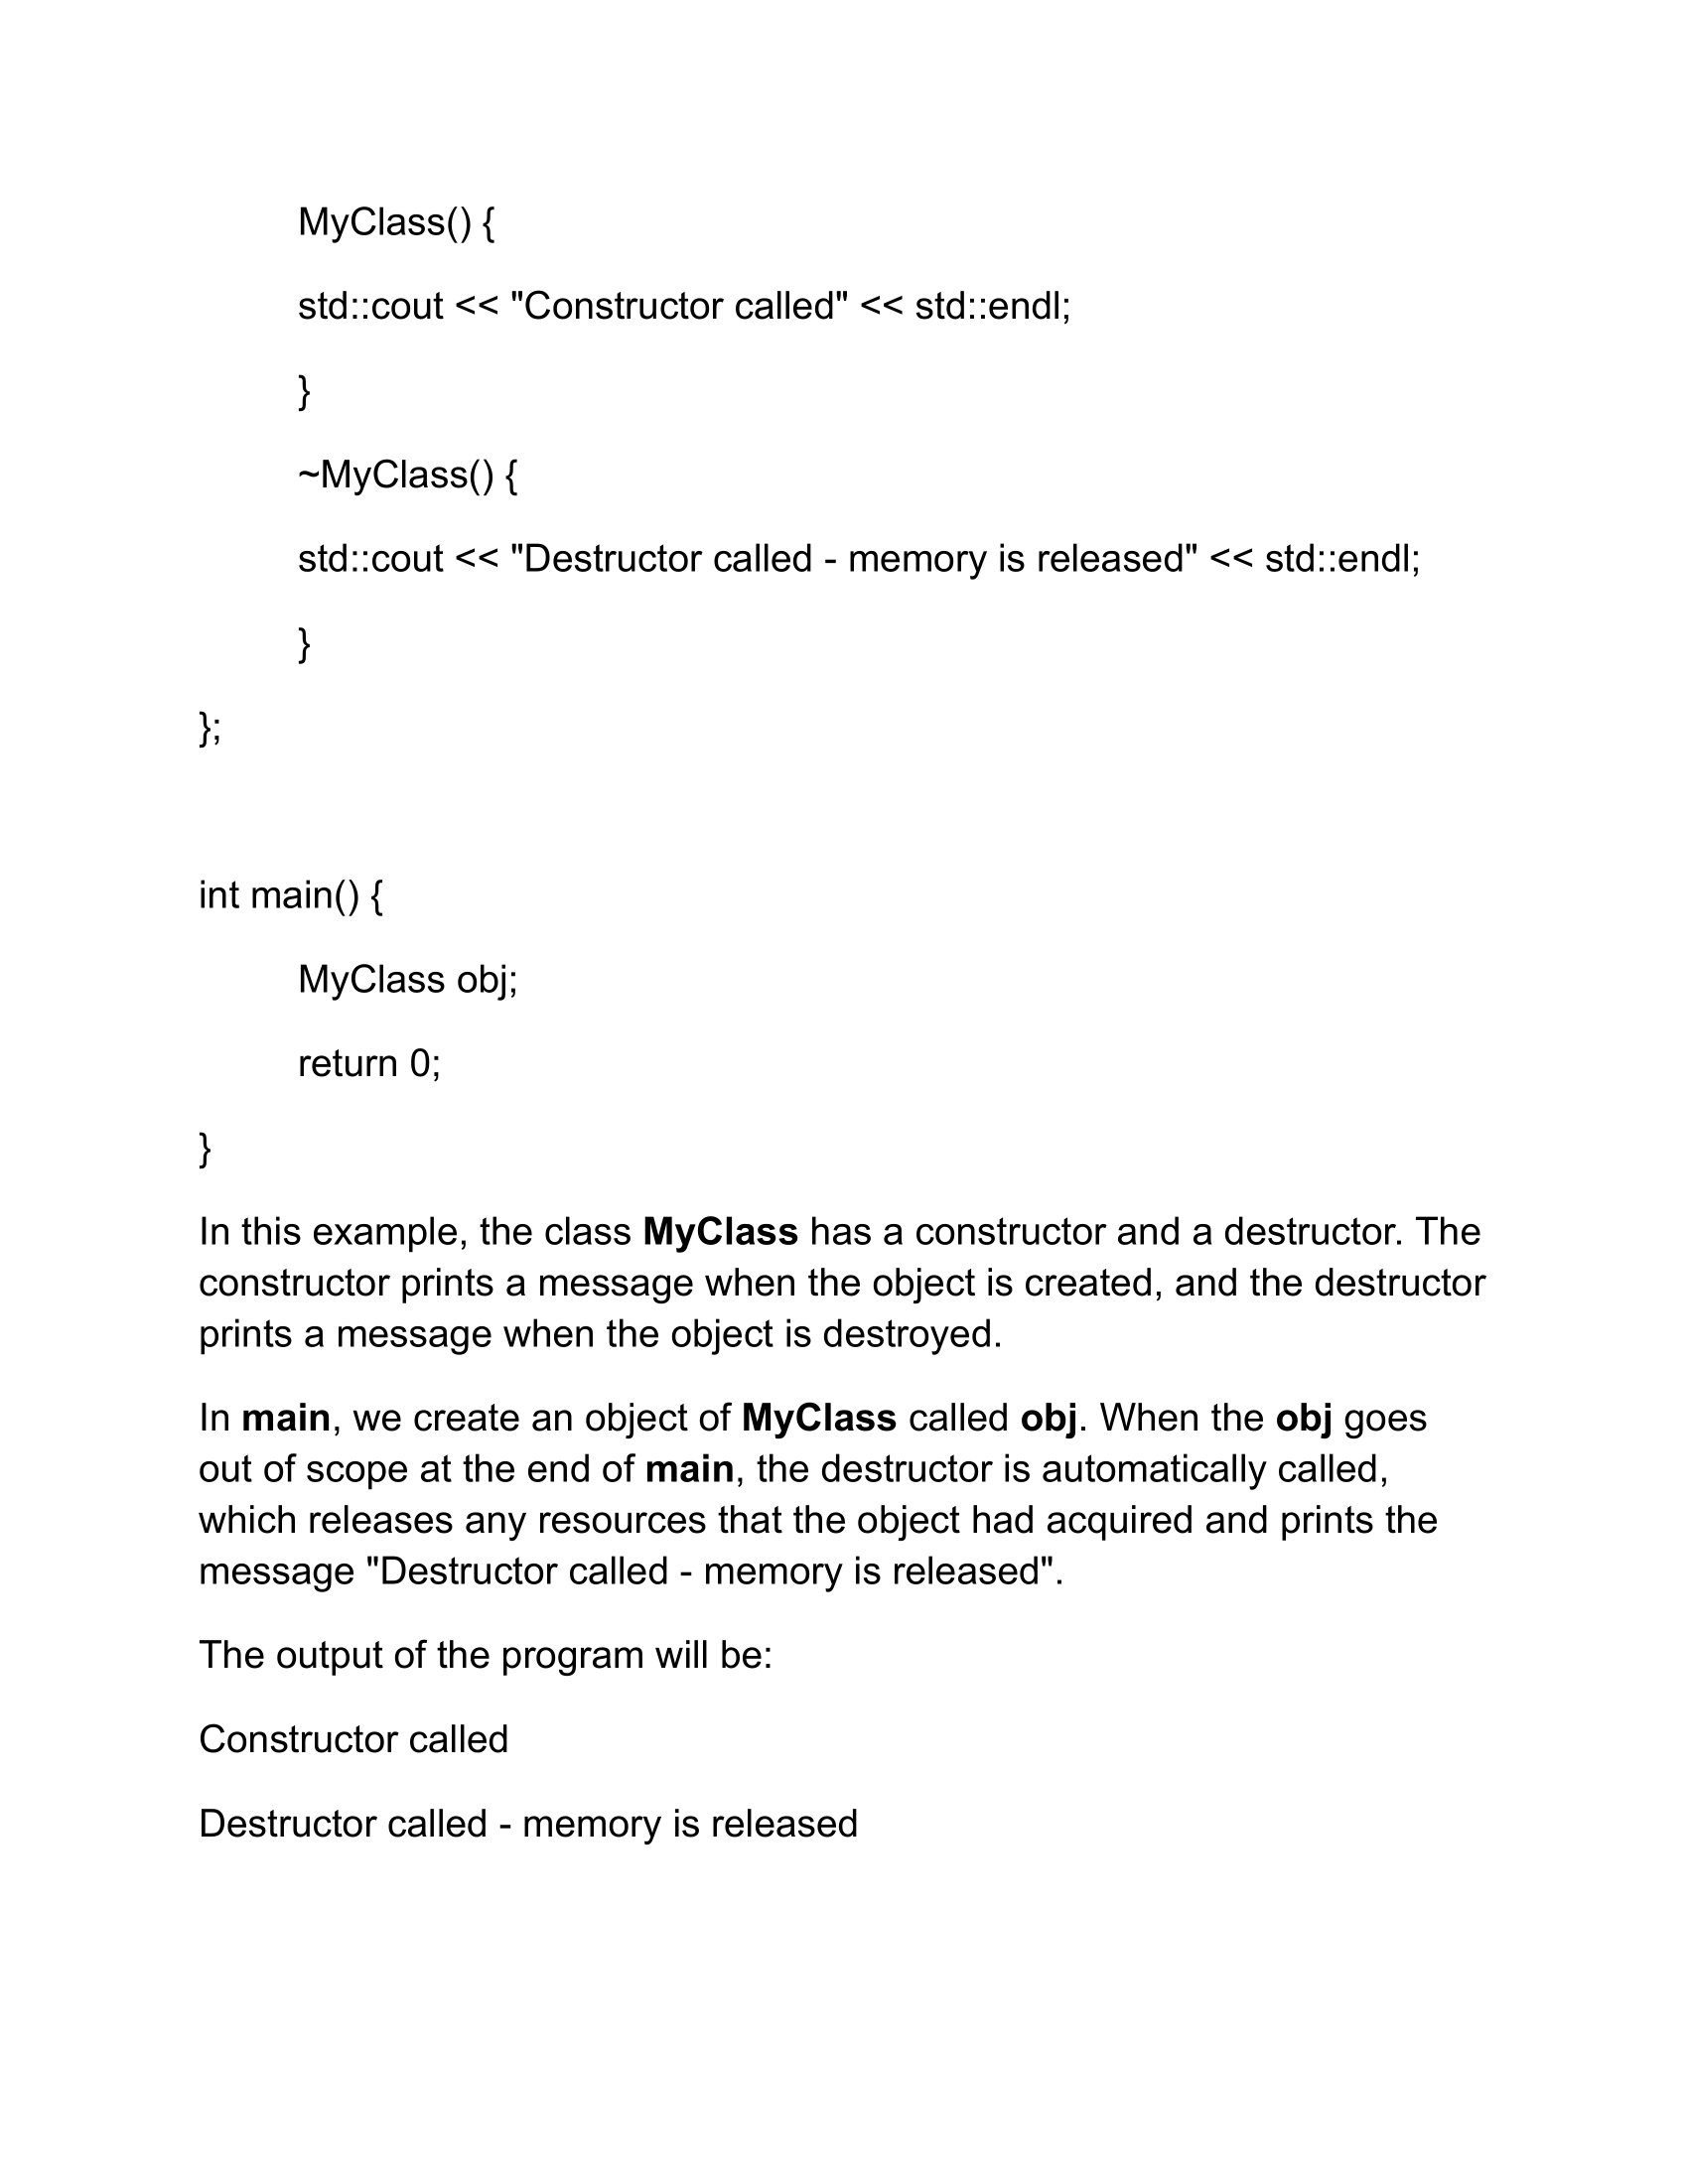 MyClass() {
std::cout << "Constructor called" << std::endl;
}
~MyClass() {
std::cout << "Destructor called - memory is released" << std::endl;
}
};
int main() {
MyClass obj;
return 0;
}
In this example, the class MyClass has a constructor and a destructor. The
constructor prints a message when the object is created, and the destructor
prints a message when the object is destroyed.
In main, we create an object of MyClass called obj. When the obj goes
out of scope at the end of main, the destructor is automatically called,
which releases any resources that the object had acquired and prints the
message "Destructor called - memory is released".
The output of the program will be:
Constructor called
Destructor called - memory is released